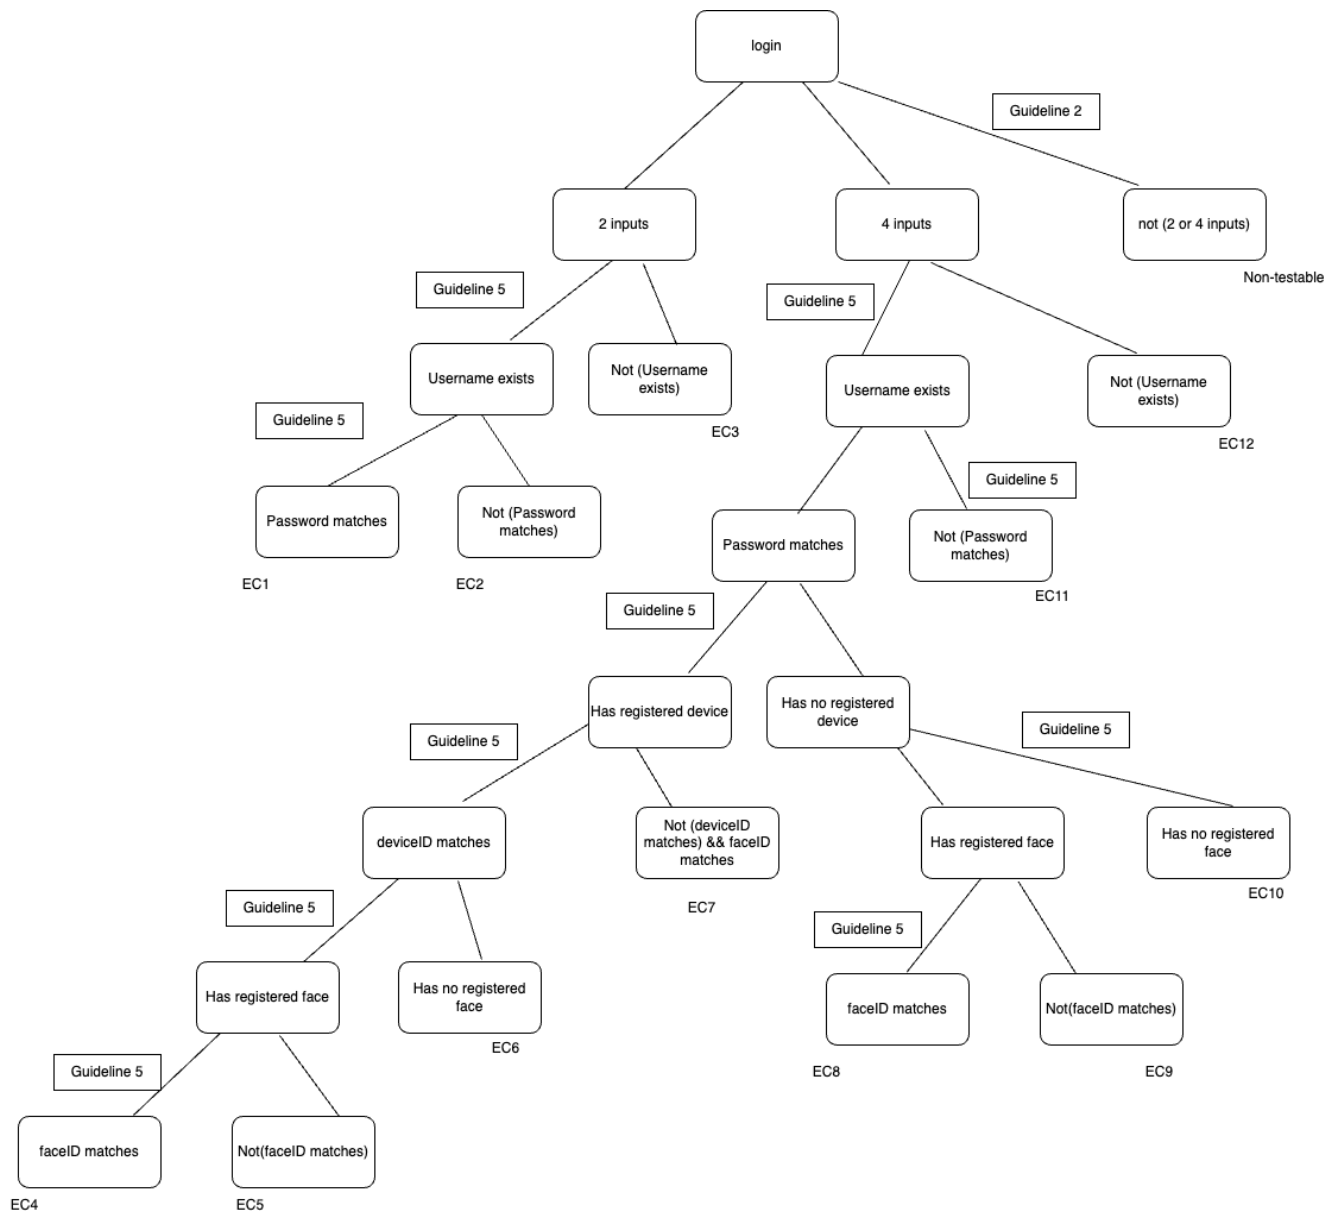 login
Guideline 2
2 inputs
4 inputs
not (2 or 4 inputs)
Non-testable
Guideline 5
Guideline 5
Username exists
Not (Username
exists)
EC3
Username exists
Not (Username
exists)
EC12
Guideline 5
Guideline 5
Password matches
EC1
Not (Password
matches)
EC2
Password matches
Not (Password
matches)
EC11
Guideline 5
Has registered device
Has no registered
device
Guideline 5
Guideline 5
deviceID matches
Not (deviceID
matches) && faceID
matches
EC7
Has registered face
Has no registered
face
EC10
Guideline 5
Guideline 5
Has registered face
Has no registered
face
EC6
faceID matches
EC8
Not(faceID matches)
EC9
Guideline 5
faceID matches
EC4
Not(faceID matches)
EC5